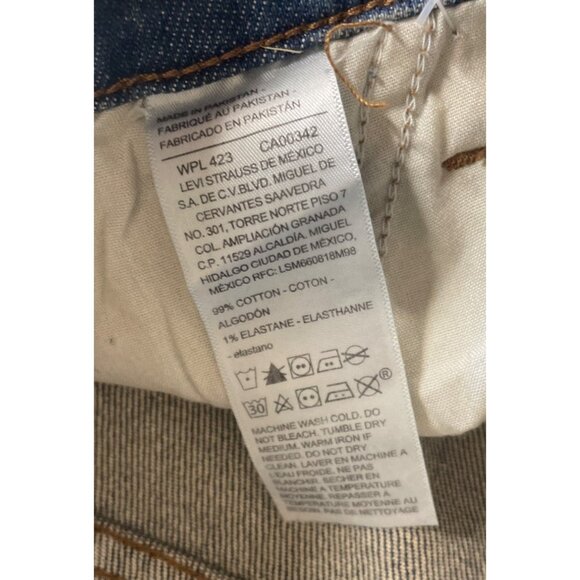 MADE IN PAKISTAN -
FABRIQUÉ AU PAKISTAN -
FABRICADO EN PAKISTÁN
WPL 423 CA00342
LEVI STRAUSS DE MÉXICO
S.A. DE C.V.BLVD. MIGUEL DE
CERVANTES SAAVEDRA
NO. 301, TORRE NORTE PISO 7
COL. AMPLIACIÓN GRANADA
C.P. 11529 ALCALDÍA. MIGUEL
HIDALGO CIUDAD DE MÉXICO,
MÉXICO RFC: LSM660618M98
99% COTTON - COTON -
ALGODÓN
1% ELASTANE - ELASTHANNE
- elastano
30 ®
MACHINE WASH COLD. DO
NOT BLEACH. TUMBLE DRY
MEDIUM. WARM IRON IF
NEEDED. DO NOT DRY
CLEAN. LAVER EN MACHINE A
L'EAU FROIDE. NE PAS
BLANCHIR. SECHER EN
MACHINE A TEMPERATURE
MOYENNE. REPASSER A
TEMPERATURE MOYENNE AU
BESOIN. PAS DE NETTOYAGE